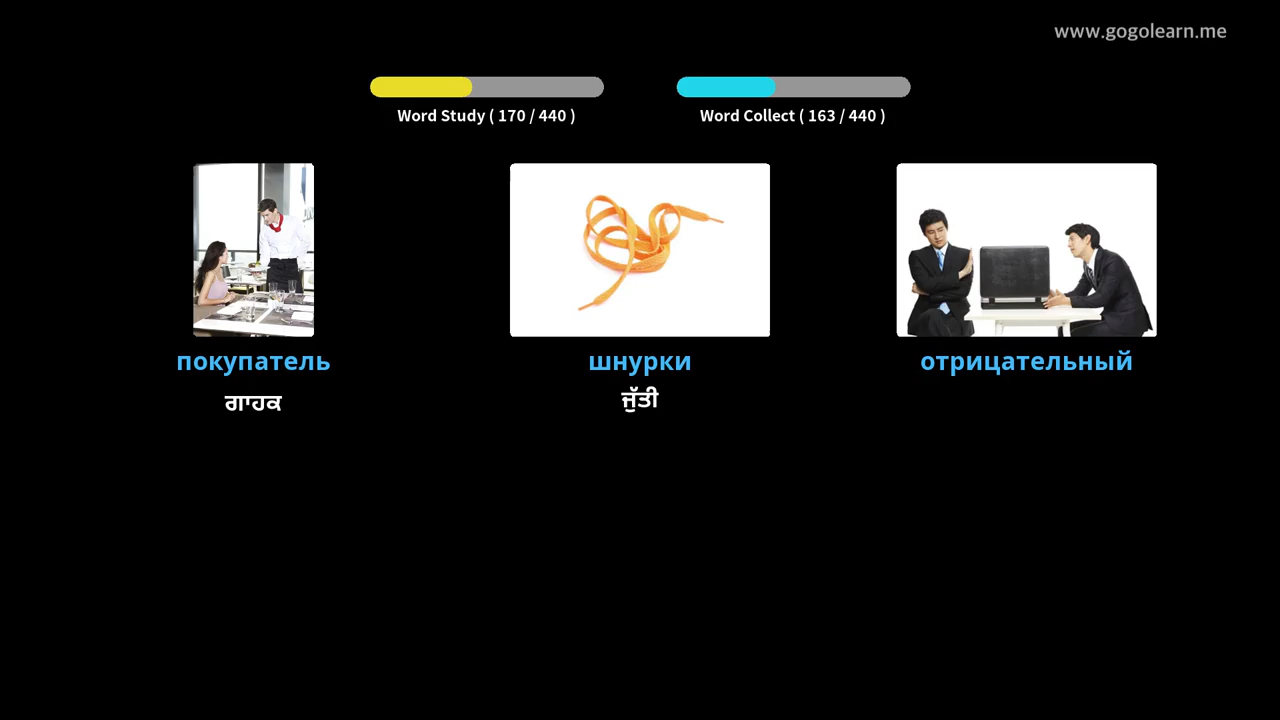 www.gogolearn.me
Word Study ( 170 / 440 )
Word Collect ( 163 / 440 )
покупатель
шнурки
отрицательный
ਗਾਹਕ
ਜੁੱਤੀ